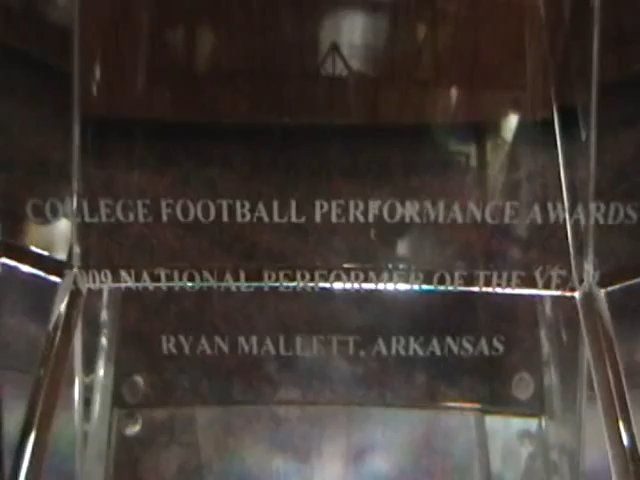 COLLEGE FOOTBALL PERFORMANCE AWARDS
2009 NATIONAL PERFORMER OF THE YEAR
RYAN MALLETT, ARKANSAS